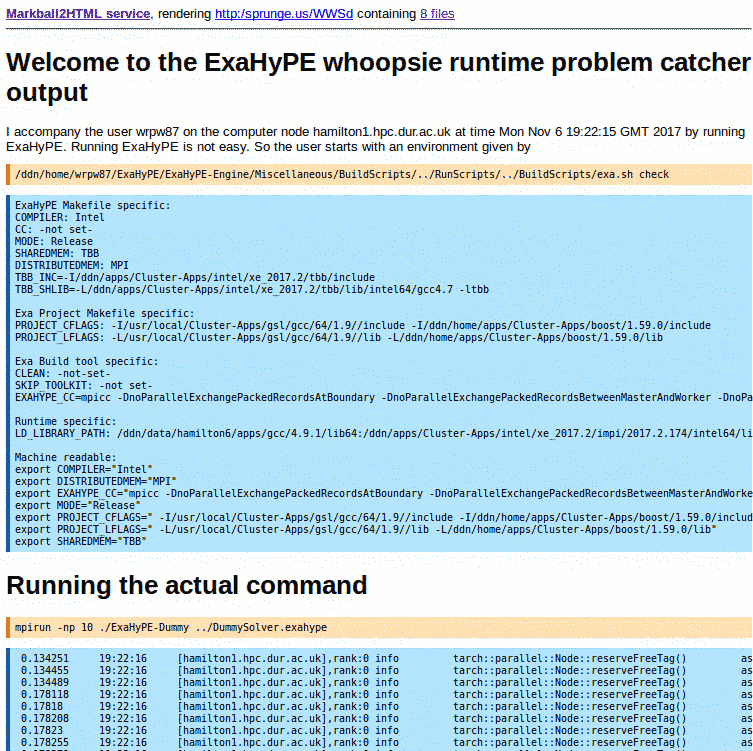 Markball2HTML service, rendering http:/sprunge.us/WWSd containing 8 files
Welcome to the ExaHyPE whoopsie runtime problem catcher
output
I accompany the user wrpw87 on the computer node hamilton1.hpc.dur.ac.uk at time Mon Nov 6 19:22:15 GMT 2017 by running
ExaHyPE. Running ExaHyPE is not easy. So the user starts with an environment given by
/ddn/home/wrpw87/ExaHyPE/ExaHyPE-Engine/Miscellaneous/BuildScripts/../RunScripts/../BuildScripts/exa.sh check
ExaHyPE Makefile specific:
COMPILER: Intel
CC: -not set-
MODE: Release
SHAREDMEM: TBB
DISTRIBUTEDMEM: MPI
TBB_INC=-I/ddn/apps/Cluster-Apps/intel/xe_2017.2/tbb/include
TBB_SHLIB=-L/ddn/apps/Cluster-Apps/intel/xe_2017.2/tbb/lib/intel64/gcc4.7 -ltbb
Exa Project Makefile specific:
PROJECT_CFLAGS: -I/usr/local/Cluster-Apps/gsl/gcc/64/1.9//include -I/ddn/home/apps/Cluster-Apps/boost/1.59.0/include
PROJECT_LFLAGS: -L/usr/local/Cluster-Apps/gsl/gcc/64/1.9//lib -L/ddn/home/apps/Cluster-Apps/boost/1.59.0/lib
Exa Build tool specific:
CLEAN: -not-set-
SKIP_TOOLKIT: -not set-
EXAHYPE_CC=mpicc -DnoParallelExchangePackedRecordsAtBoundary -DnoParallelExchangePackedRecordsBetweenMasterAndWorker -DnoPa
Runtime specific:
LD_LIBRARY_PATH: /ddn/data/hamilton6/apps/gcc/4.9.1/lib64:/ddn/apps/Cluster-Apps/intel/xe_2017.2/impi/2017.2.174/intel64/li
Machine readable:
export COMPILER="Intel"
export DISTRIBUTEDMEM="MPI"
export EXAHYPE_CC="mpicc -DnoParallelExchangePackedRecordsAtBoundary -DnoParallelExchangePackedRecordsBetweenMasterAndWorke
export MODE="Release"
export PROJECT_CFLAGS=" -I/usr/local/Cluster-Apps/gsl/gcc/64/1.9//include -I/ddn/home/apps/Cluster-Apps/boost/1.59.0/includ
export PROJECT_LFLAGS=" -L/usr/local/Cluster-Apps/gsl/gcc/64/1.9//lib -L/ddn/home/apps/Cluster-Apps/boost/1.59.0/lib"
export SHAREDMEM="TBB"
Running the actual command
mpirun -np 10 ./ExaHyPE-Dummy ../DummySolver.exahype
0.134251 19:22:16 [hamilton1.hpc.dur.ac.uk],rank:0 info tarch::parallel::Node::reserveFreeTag() as
0.134455 19:22:16 [hamilton1.hpc.dur.ac.uk],rank:0 info tarch::parallel::Node::reserveFreeTag() as
0.134489 19:22:16 [hamilton1.hpc.dur.ac.uk],rank:0 info tarch::parallel::Node::reserveFreeTag() as
0.178118 19:22:16 [hamilton1.hpc.dur.ac.uk],rank:0 info tarch::parallel::Node::reserveFreeTag() as
0.17818 19:22:16 [hamilton1.hpc.dur.ac.uk],rank:0 info tarch::parallel::Node::reserveFreeTag() as
0.178208 19:22:16 [hamilton1.hpc.dur.ac.uk],rank:0 info tarch::parallel::Node::reserveFreeTag() as
0.17823 19:22:16 [hamilton1.hpc.dur.ac.uk],rank:0 info tarch::parallel::Node::reserveFreeTag() as
0.178255 19:22:16 [hamilton1.hpc.dur.ac.uk],rank:0 info tarch::parallel::Node::reserveFreeTag() as